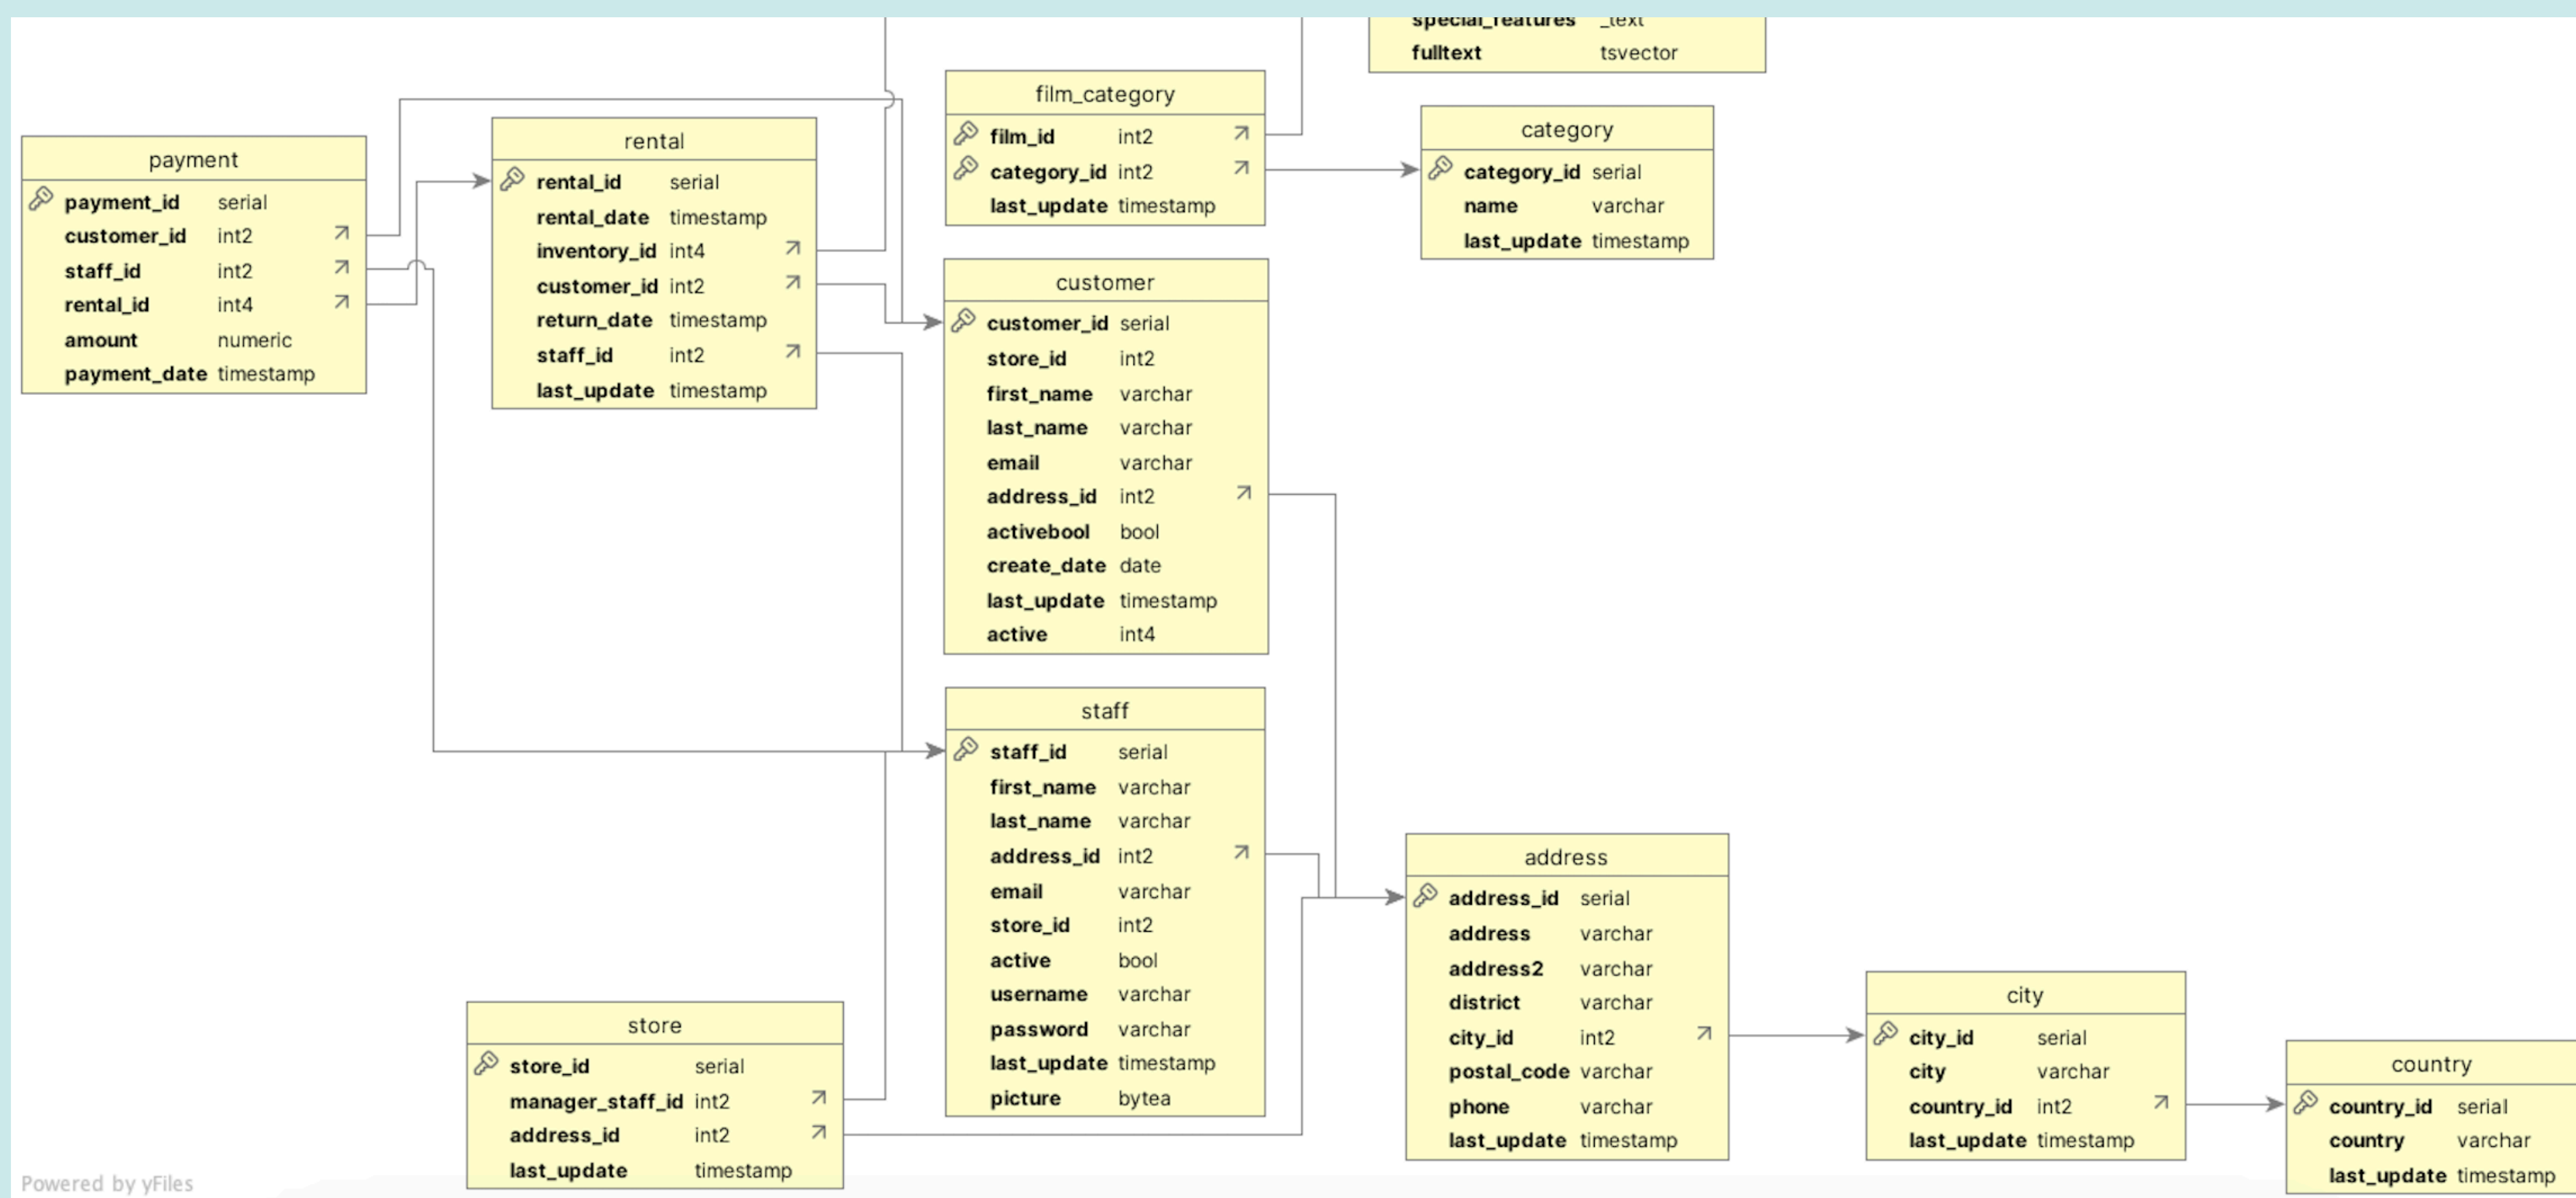 special_features _text
fulltext tsvector
film_category
film_id int2
category_id int2
last_update timestamp
category
category_id serial
name varchar
last_update timestamp
payment
payment_id serial
customer_id int2
staff_id int2
rental_id int4
amount numeric
payment_date timestamp
rental
rental_id serial
rental_date timestamp
inventory_id int4
customer_id int2
return_date timestamp
staff_id int2
last_update timestamp
customer
customer_id serial
store_id int2
first_name varchar
last_name varchar
email varchar
address_id int2
activebool bool
create_date date
last_update timestamp
active int4
staff
staff_id serial
first_name varchar
last_name varchar
address_id int2
email varchar
store_id int2
active bool
username varchar
password varchar
last_update timestamp
picture bytea
store
store_id serial
manager_staff_id int2
address_id int2
last_update timestamp
address
address_id serial
address varchar
address2 varchar
district varchar
city_id int2
postal_code varchar
phone varchar
last_update timestamp
city
city_id serial
city varchar
country_id int2
last_update timestamp
country
country_id serial
country varchar
last_update timestamp
Powered by yFiles